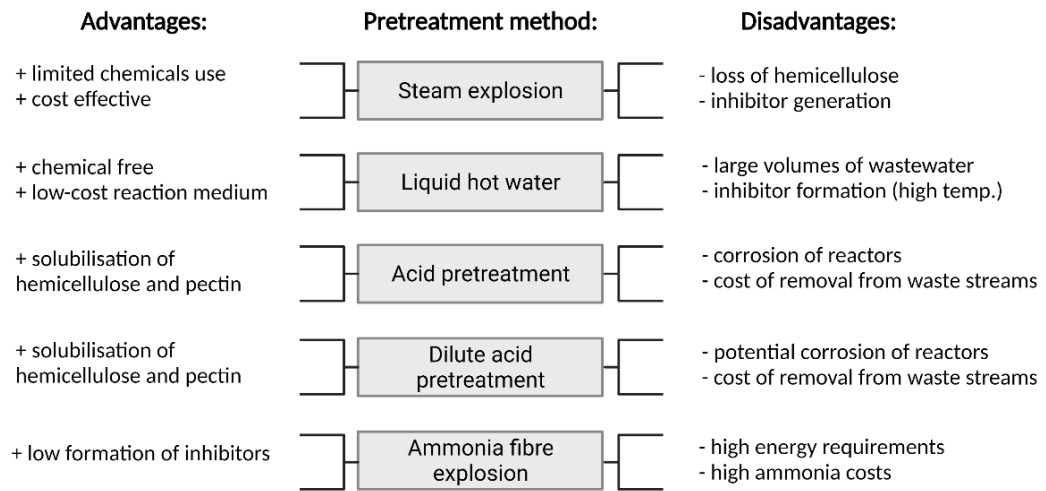 Advantages:
Pretreatment method:
Disadvantages:
+ limited chemicals use
+ cost effective
Steam explosion
- loss of hemicellulose
- inhibitor generation
+ chemical free
+ low-cost reaction medium
Liquid hot water
- large volumes of wastewater
- inhibitor formation (high temp.)
+ solubilisation of
hemicellulose and pectin
Acid pretreatment
- corrosion of reactors
- cost of removal from waste streams
+ solubilisation of
hemicellulose and pectin
Dilute acid
pretreatment
- potential corrosion of reactors
- cost of removal from waste streams
+ low formation of inhibitors
Ammonia fibre
explosion
- high energy requirements
- high ammonia costs